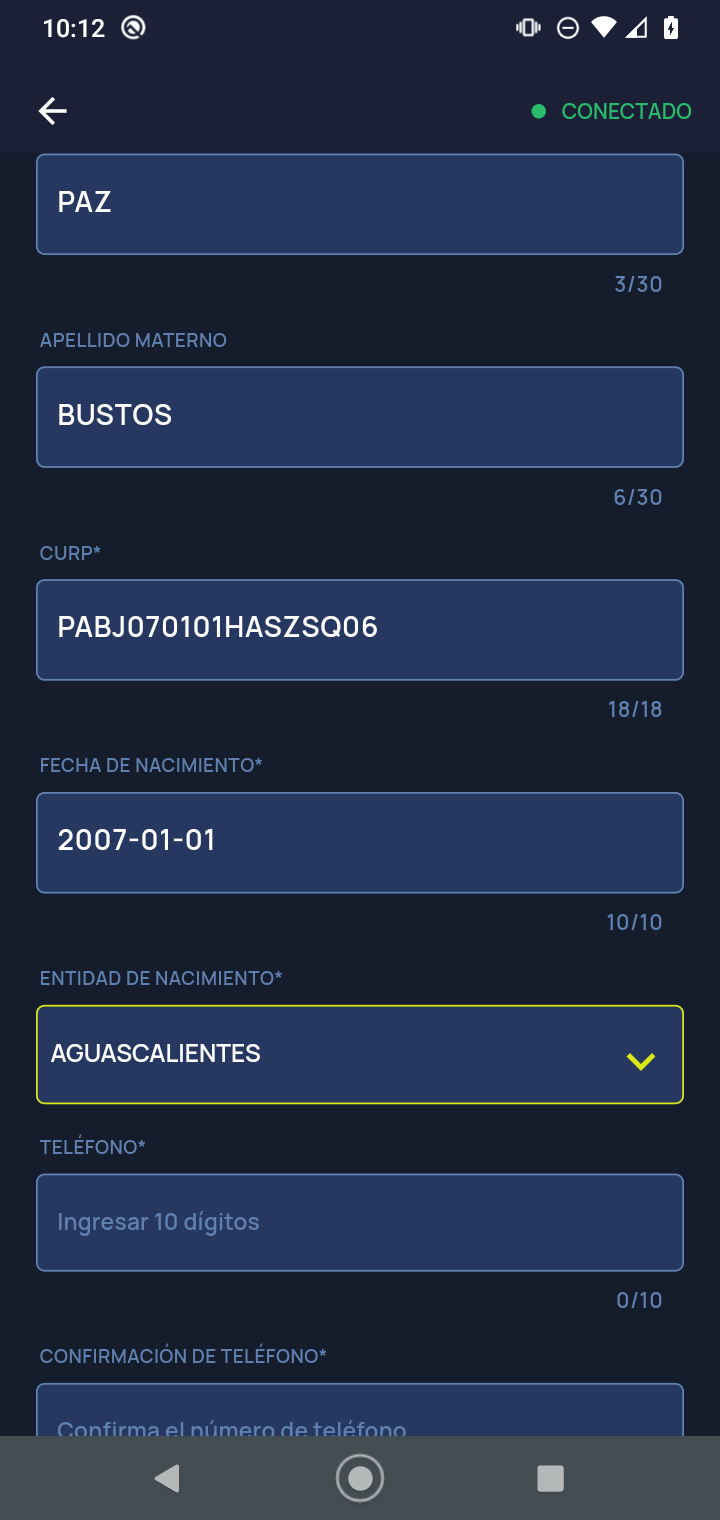 10:12
CONECTADO
PAZ
3/30
APELLIDO MATERNO
BUSTOS
6/30
CURP*
PABJ070101HASZSQ06
18/18
FECHA DE NACIMIENTO*
2007-01-01
10/10
ENTIDAD DE NACIMIENTO*
AGUASCALIENTES
TELÉFONO*
Ingresar 10 dígitos
0/10
CONFIRMACIÓN DE TELÉFONO*
Confirma el número de teléfono